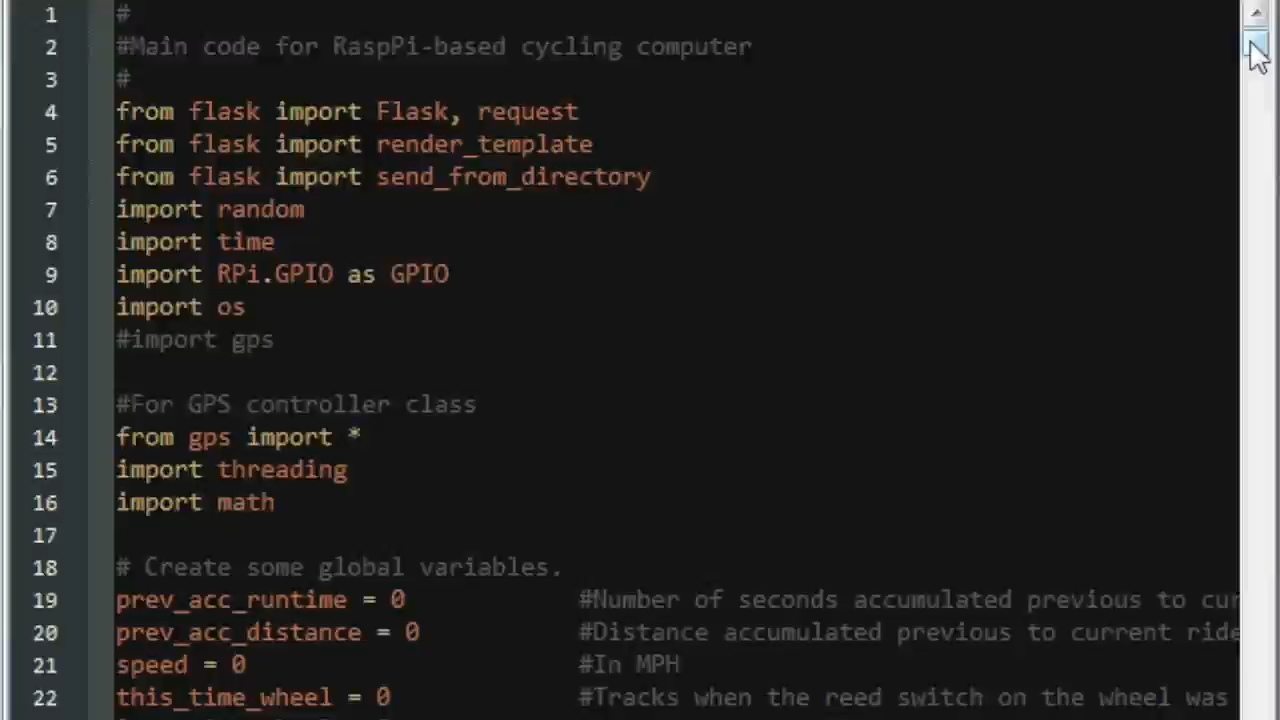 1 #
2 #Main code for RaspPi-based cycling computer
3 #
4 from flask import Flask, request
5 from flask import render_template
6 from flask import send_from_directory
7 import random
8 import time
9 import RPi.GPIO as GPIO
10 import os
11 #import gps
12
13 #For GPS controller class
14 from gps import *
15 import threading
16 import math
17
18 # Create some global variables.
19 prev_acc_runtime = 0 #Number of seconds accumulated previous to cur
20 prev_acc_distance = 0 #Distance accumulated previous to current ride
21 speed = 0 #In MPH
22 this_time_wheel = 0 #Tracks when the reed switch on the wheel was